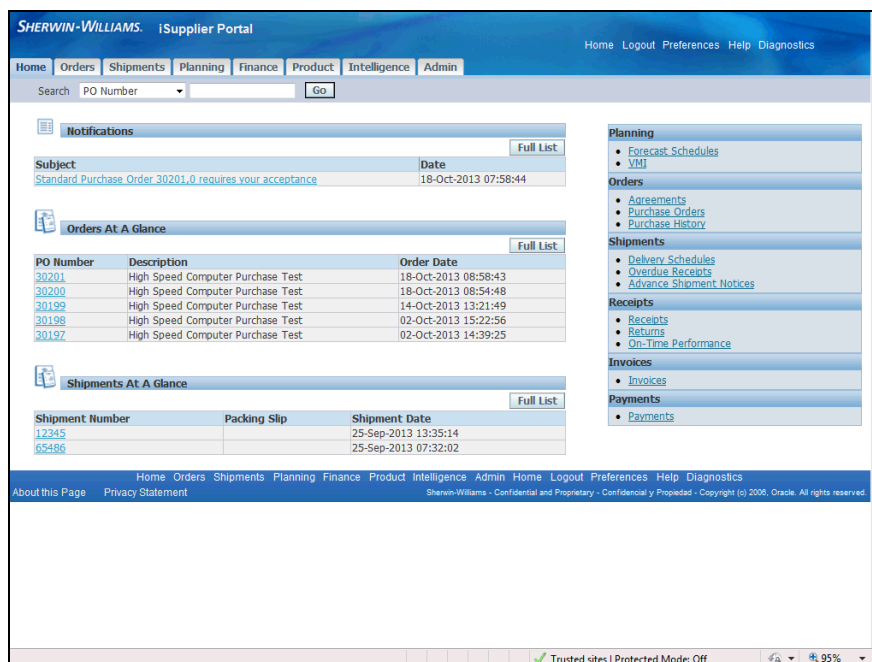 SHERWIN-WILLIAMS. iSupplier Portal
Home Logout Preferences Help Diagnostics
Home Orders Shipments Planning Finance Product Intelligence Admin
Search PO Number Go
Notifications
Full List
Subject Date
Standard Purchase Order 30201,0 requires your acceptance 18-Oct-2013 07:58:44
Orders At A Glance
Full List
PO Number Description Order Date
30201 High Speed Computer Purchase Test 18-Oct-2013 08:58:43
30200 High Speed Computer Purchase Test 18-Oct-2013 08:54:48
30199 High Speed Computer Purchase Test 14-Oct-2013 13:21:49
30198 High Speed Computer Purchase Test 02-Oct-2013 15:22:56
30197 High Speed Computer Purchase Test 02-Oct-2013 14:39:25
Shipments At A Glance
Full List
Shipment Number Packing Slip Shipment Date
12345 25-Sep-2013 13:35:14
65486 25-Sep-2013 07:32:02
Planning
Forecast Schedules
VMI
Orders
Agreements
Purchase Orders
Purchase History
Shipments
Delivery Schedules
Overdue Receipts
Advance Shipment Notices
Receipts
Receipts
Returns
On-Time Performance
Invoices
Invoices
Payments
Payments
Home Orders Shipments Planning Finance Product Intelligence Admin Home Logout Preferences Help Diagnostics
About this Page Privacy Statement Sherwin-Williams - Confidential and Proprietary - Confidencial y Propiedad - Copyright (c) 2006, Oracle. All rights reserved.
Trusted sites | Protected Mode: Off 95%